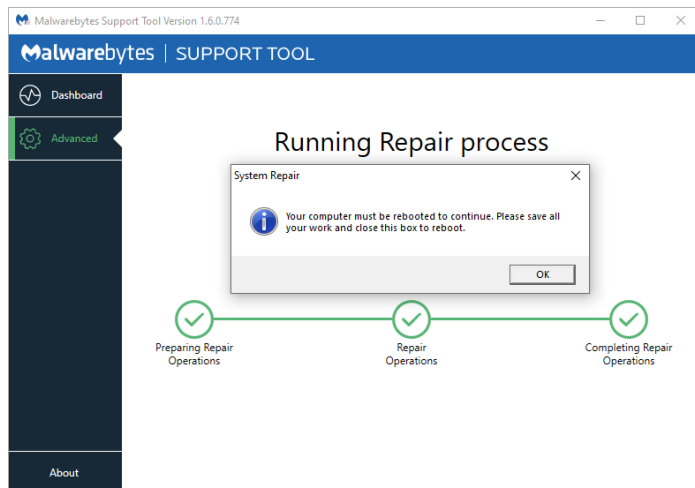 Malwarebytes Support Tool Version 1.6.0.774
Malwarebytes | SUPPORT TOOL
Dashboard
Advanced
Running Repair process
System Repair
Your computer must be rebooted to continue. Please save all
your work and close this box to reboot.
OK
Preparing Repair
Operations
Repair
Operations
Completing Repair
Operations
About